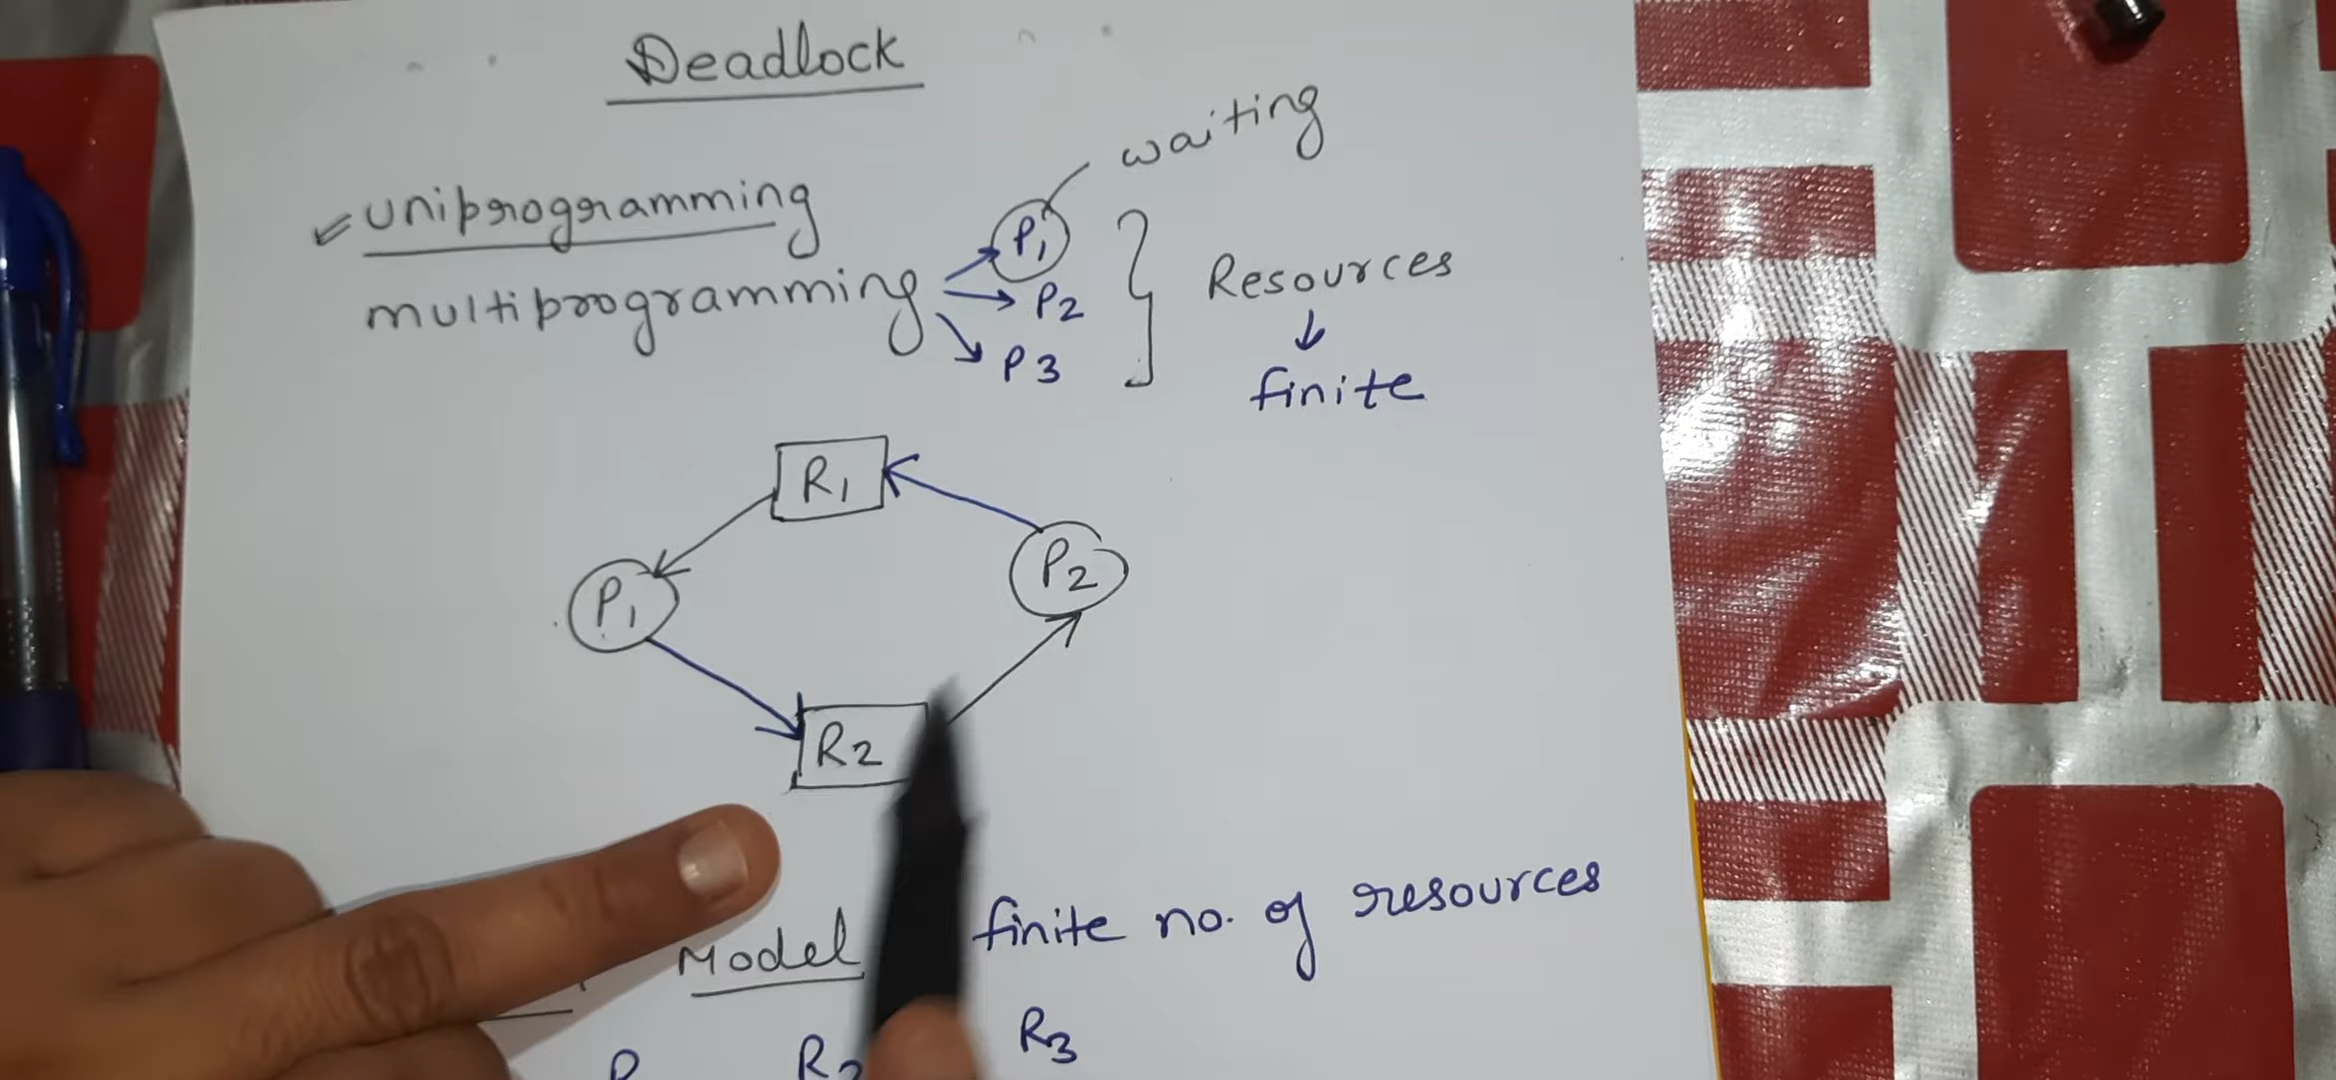 Deadlock
waiting
uniprogramming
multiprogramming
P1
P2
P3
Resources
finite
R1
P1
P2
R2
Model
finite no. of resources
R3